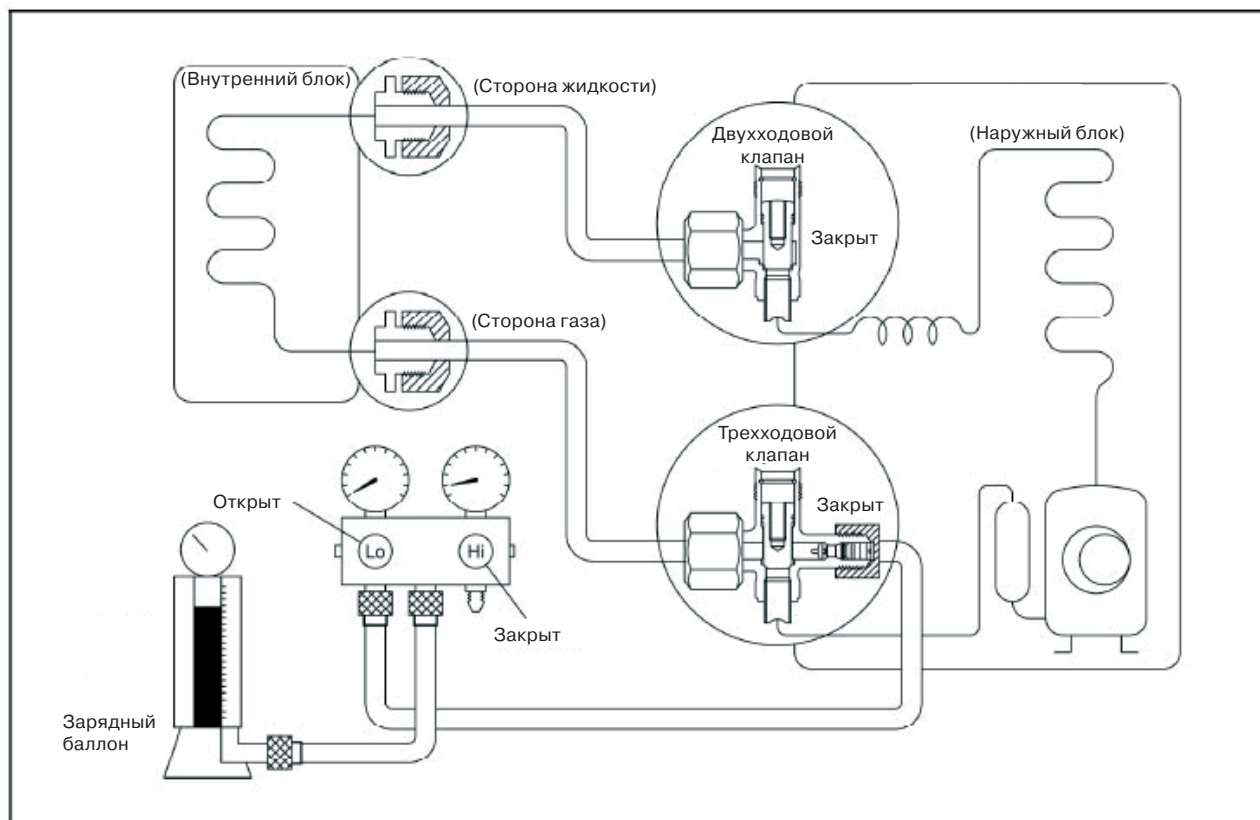 (Внутренний блок)
(Сторона жидкости)
Двухходовой
клапан
(Наружный блок)
Закрыт
(Сторона газа)
Трехходовой
клапан
Закрыт
Открыт
Lo
Hi
Закрыт
Зарядный
баллон